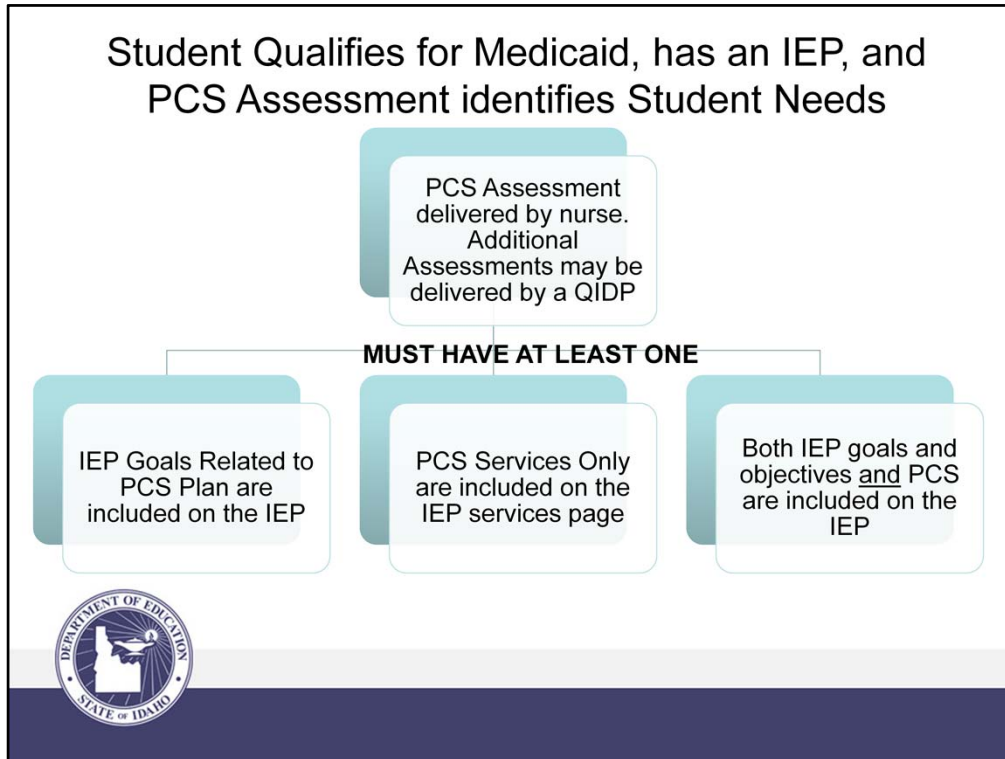 Student Qualifies for Medicaid, has an IEP, and
PCS Assessment identifies Student Needs
PCS Assessment
delivered by nurse.
Additional
Assessments may be
delivered by a QIDP
MUST HAVE AT LEAST ONE
IEP Goals Related to
PCS Plan are
included on the IEP
PCS Services Only
are included on the
IEP services page
Both IEP goals and
objectives and PCS
are included on the
IEP
DEPARTMENT OF EDUCATION
STATE OF IDAHO